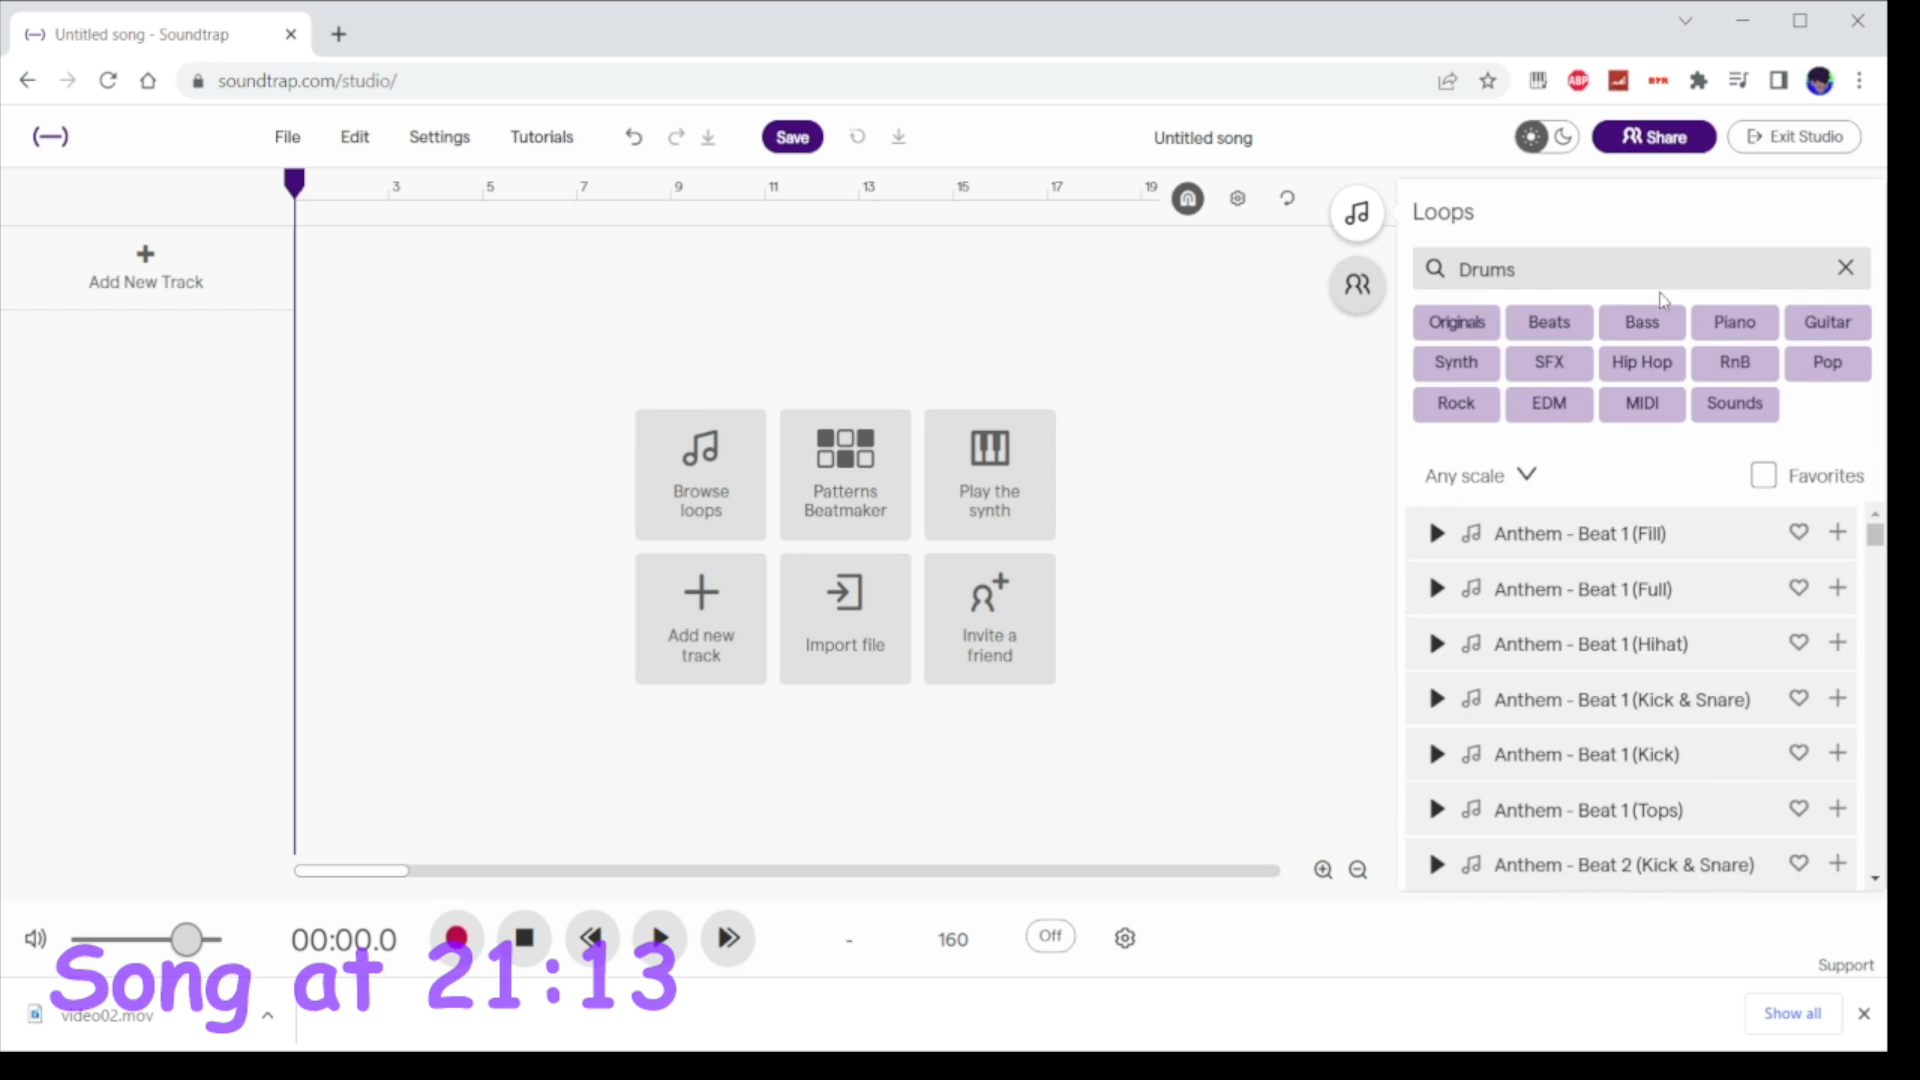 Untitled song - Soundtrap
soundtrap.com/studio/
ABP
File Edit Settings Tutorials Save Untitled song Share Exit Studio
3 5 7 9 11 13 15 17 19
Add New Track
Browse
loops
Patterns
Beatmaker
Play the
synth
Add new
track
Import file
Invite a
friend
Loops
Drums
Originals Beats Bass Piano Guitar
Synth SFX Hip Hop RnB Pop
Rock EDM MIDI Sounds
Any scale Favorites
Anthem - Beat 1 (Fill)
Anthem - Beat 1 (Full)
Anthem - Beat 1 (Hihat)
Anthem - Beat 1 (Kick & Snare)
Anthem - Beat 1 (Kick)
Anthem - Beat 1 (Tops)
Anthem - Beat 2 (Kick & Snare)
00:00.0 - 160 Off
Support
Song at 21:13
video02.mov
Show all